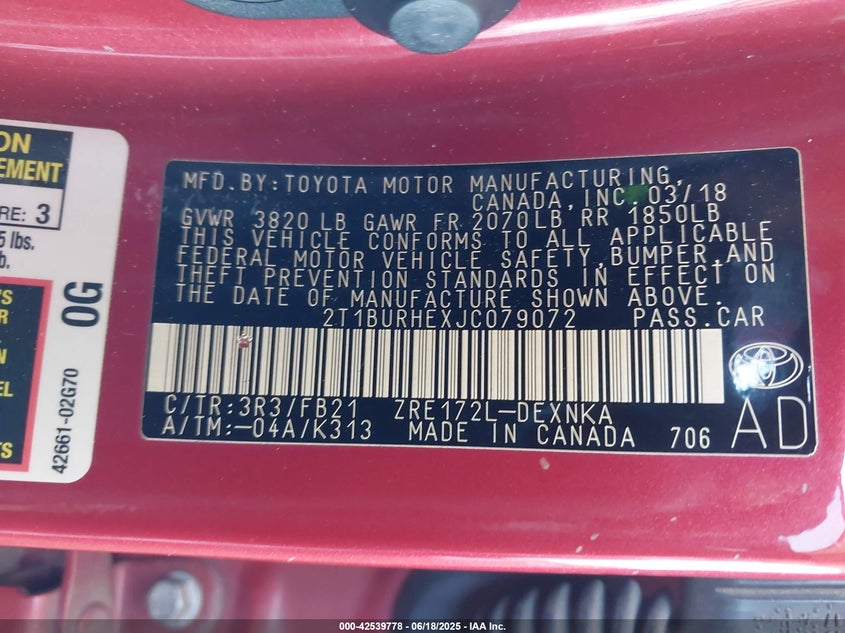 ON
EMENT
RE: 3
5 lbs.
b.
'S
R
N
EL
S
0G
42661-02G70
MFD.BY:TOYOTA MOTOR MANUFACTURING,
CANADA, INC 03/18
GVWR 3820 LB GAWR FR 2070LB RR 1850LB
THIS VEHICLE CONFORMS TO ALL APPLICABLE
FEDERAL MOTOR VEHICLE SAFETY,BUMPER,AND
THEFT PREVENTION STANDARDS IN EFFECT ON
THE DATE OF MANUFACTURE SHOWN ABOVE.
2T1BURHEXJC079072 PASS.CAR
C/TR:3R3/FB21 ZRE172L-DEXNKA
A/TM:-04A/K313 MADE IN CANADA 706 AD
000-42539778 - 06/18/2025 - IAA Inc.